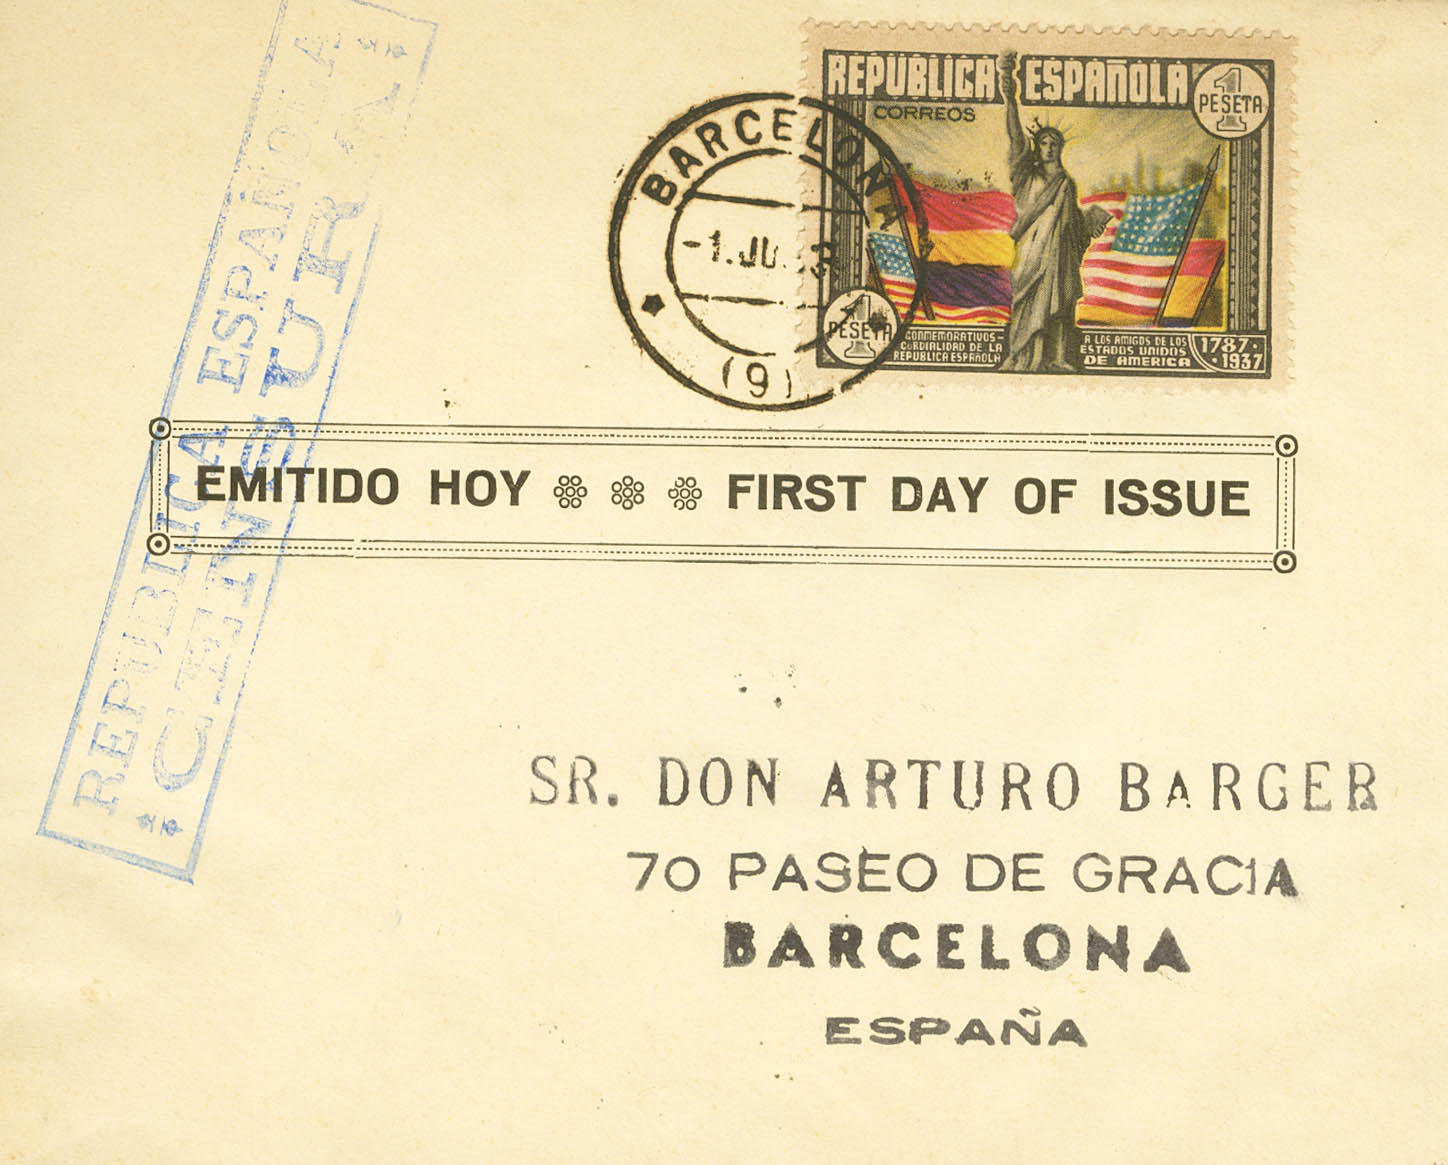 REPUBLICA ESPAÑOLA
CENSURA
BARCELONA
-1.JU
(9)
REPUBLICA ESPAÑOLA
CORREOS
1 PESETA
1 PESETA
CONMEMORATIVOS-
CORDIALIDAD DE LA
REPUBLICA ESPAÑOLA
A LOS AMIGOS DE LOS
ESTADOS UNIDOS
DE AMERICA
1787-
-1937
EMITIDO HOY FIRST DAY OF ISSUE
SR. DON ARTURO BARGER
70 PASEO DE GRACIA
BARCELONA
ESPAÑA